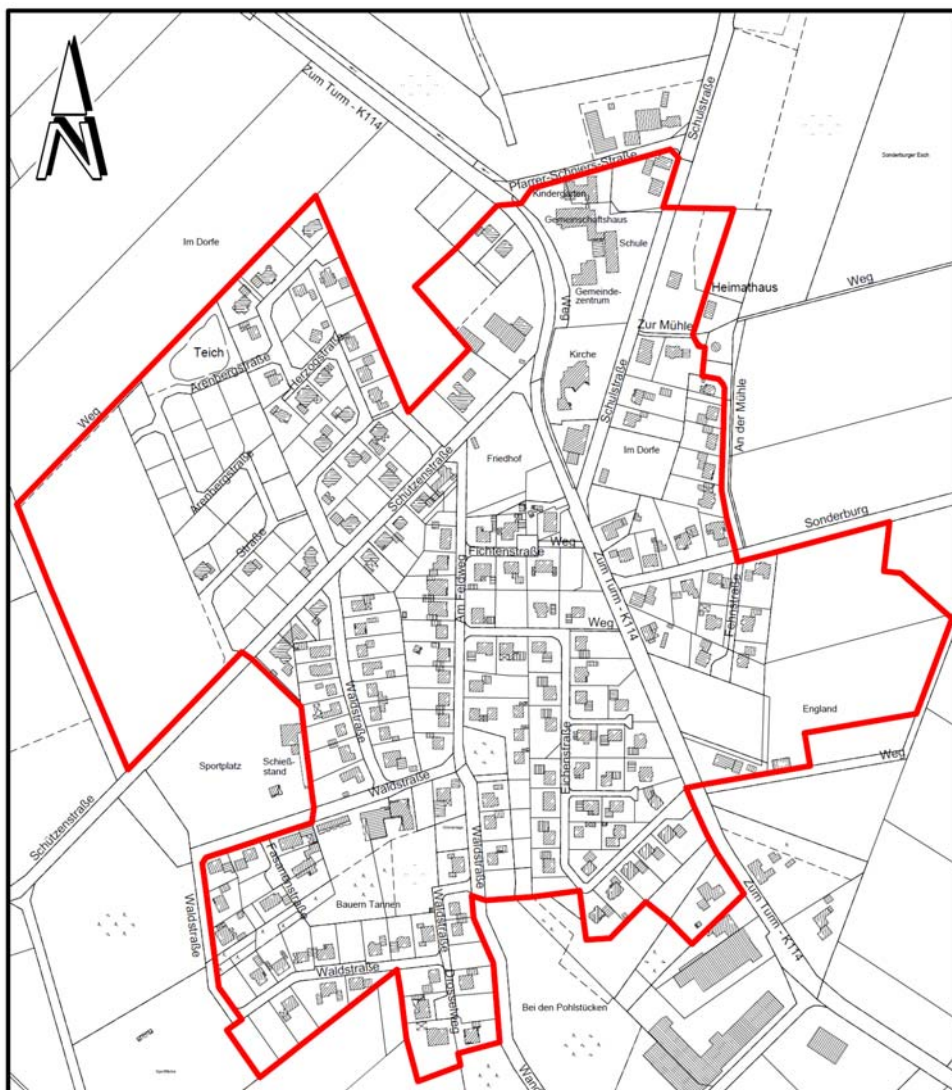 N
Zum Turm - K114
Schulstraße
Pfarrer-Schniers-Straße
Sonderburger Esch
Kindergarten
Im Dorfe
Gemeinschaftshaus
Schule
Weg
Heimathaus
Gemeinde-
zentrum
Weg
Zur Mühle
Teich
Kirche
Arenbergstraße
Herzogstraße
Schulstraße
An der Mühle
Weg
Im Dorfe
Friedhof
Schützenstraße
Arenbergstraße
Sonderburg
Straße
Fichtenstraße
Weg
Zum Turm - K114
Am Feldweg
Fehnstraße
Weg
Waldstraße
England
Sportplatz
Schieß-
stand
Eichenstraße
Weg
Waldstraße
Schützenstraße
Waldstraße
Fasanenstraße
Zum Turm - K114
Waldstraße
Bauern Tannen
Waldstraße
Waldstraße
Drosselweg
Bei den Pohlstücken